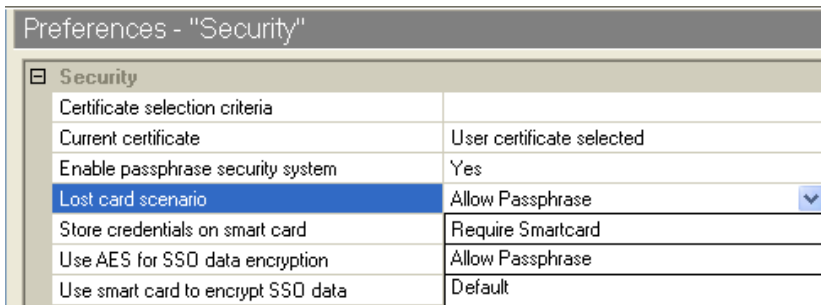 Preferences - "Security"
Security
Certificate selection criteria
Current certificate User certificate selected
Enable passphrase security system Yes
Lost card scenario Allow Passphrase
Store credentials on smart card Require Smartcard
Use AES for SSO data encryption Allow Passphrase
Use smart card to encrypt SSO data Default